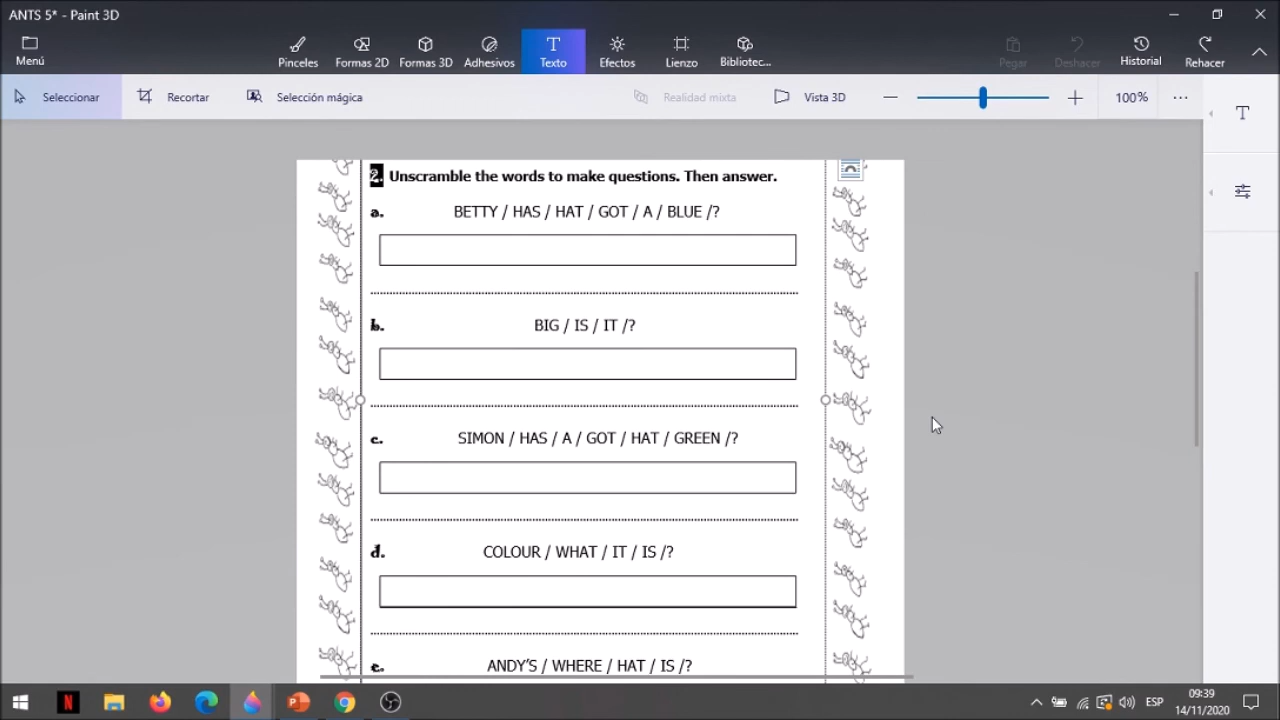 ANTS 5* - Paint 3D
Menú
Pinceles
Formas 2D
Formas 3D
Adhesivos
Texto
Efectos
Lienzo
Bibliotec...
Pegar
Deshacer
Historial
Rehacer
Seleccionar
Recortar
Selección mágica
Realidad mixta
Vista 3D
100%
2. Unscramble the words to make questions. Then answer.
a. BETTY / HAS / HAT / GOT / A / BLUE /?
b. BIG / IS / IT /?
c. SIMON / HAS / A / GOT / HAT / GREEN /?
d. COLOUR / WHAT / IT / IS /?
e. ANDY'S / WHERE / HAT / IS /?
ESP
09:39
14/11/2020